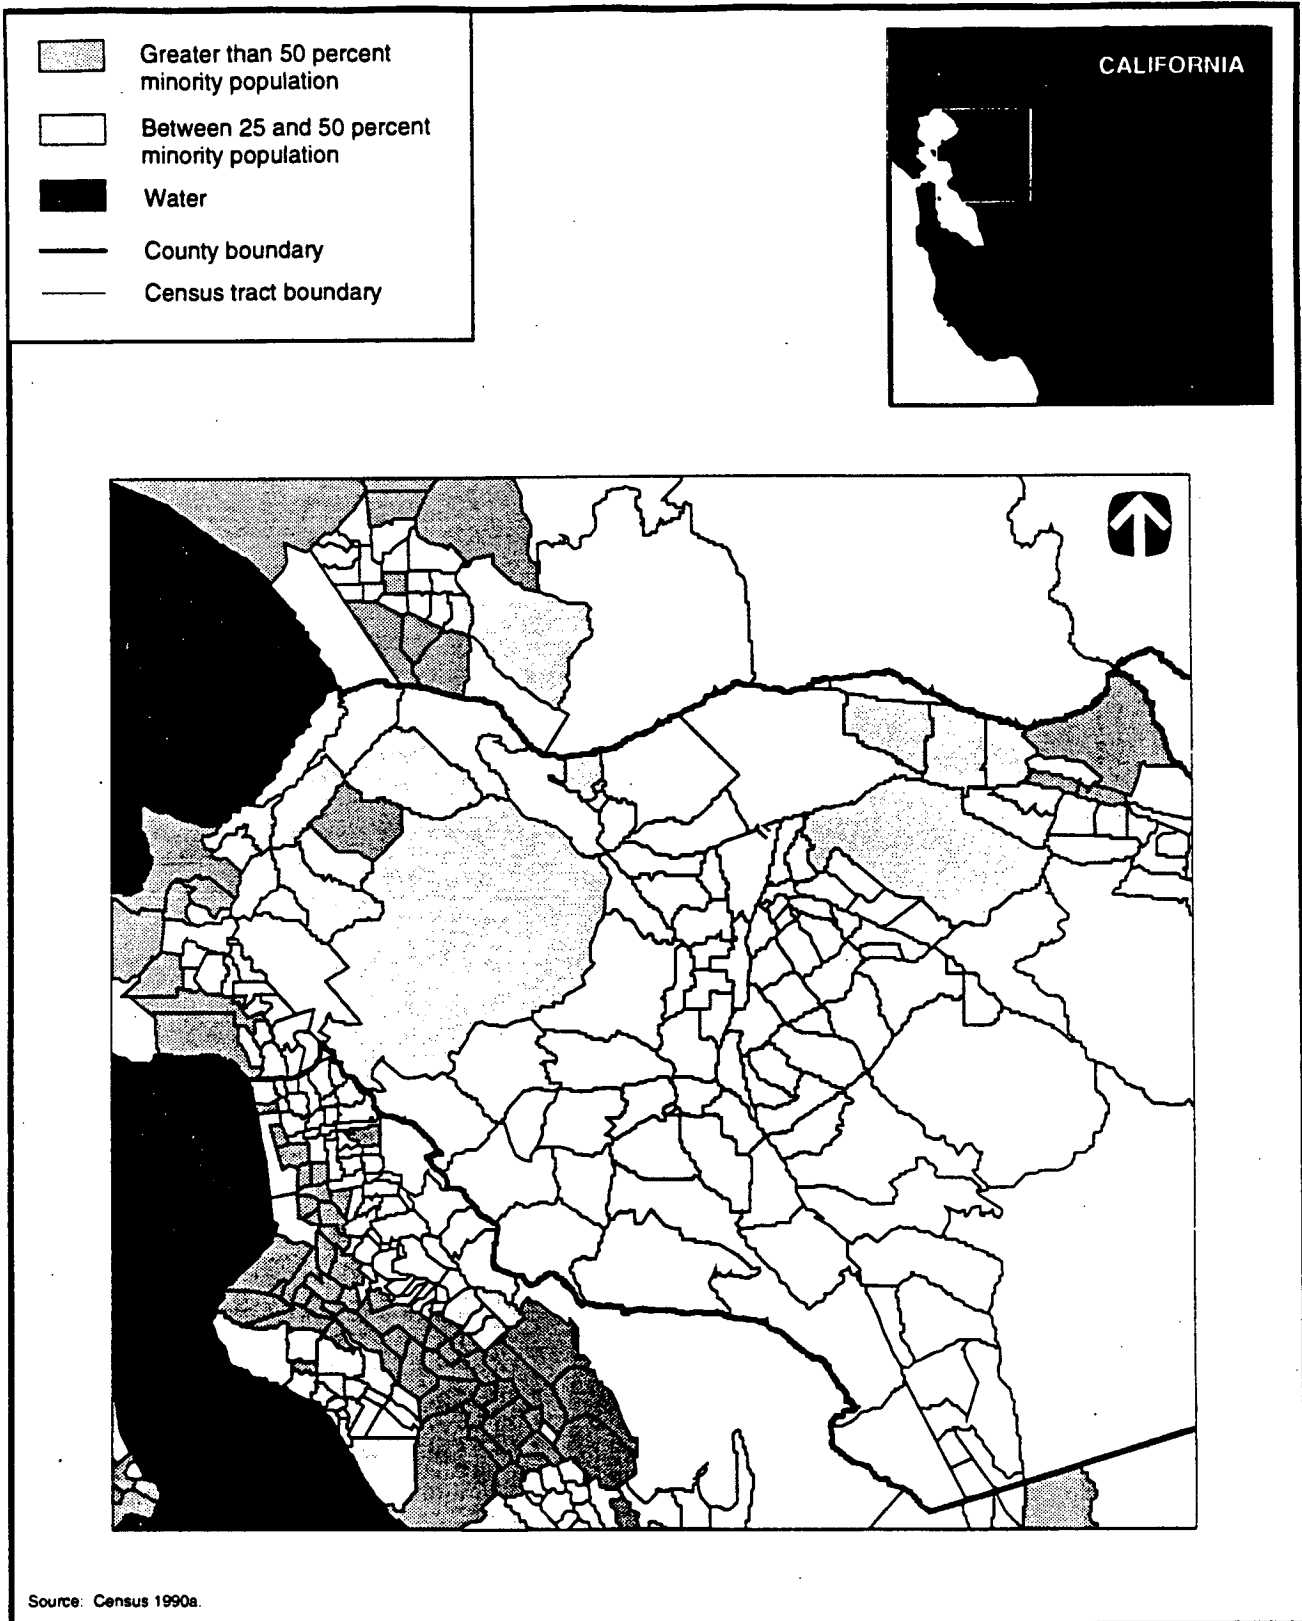 Greater than 50 percent
minority population
Between 25 and 50 percent
minority population
Water
County boundary
Census tract boundary
CALIFORNIA
Source: Census 1990a.